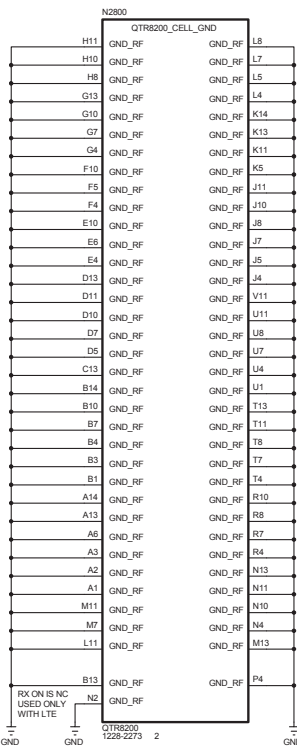 N2800
QTR8200_CELL_GND
H11 GND_RF GND_RF L8
H10 GND_RF GND_RF L7
H8 GND_RF GND_RF L5
G13 GND_RF GND_RF L4
G10 GND_RF GND_RF K14
G7 GND_RF GND_RF K13
G4 GND_RF GND_RF K11
F10 GND_RF GND_RF K5
F5 GND_RF GND_RF J11
F4 GND_RF GND_RF J10
E10 GND_RF GND_RF J8
E6 GND_RF GND_RF J7
E4 GND_RF GND_RF J5
D13 GND_RF GND_RF J4
D11 GND_RF GND_RF V11
D10 GND_RF GND_RF U11
D7 GND_RF GND_RF U8
D5 GND_RF GND_RF U7
C13 GND_RF GND_RF U4
B14 GND_RF GND_RF U1
B10 GND_RF GND_RF T13
B7 GND_RF GND_RF T11
B4 GND_RF GND_RF T8
B3 GND_RF GND_RF T7
B1 GND_RF GND_RF T4
A14 GND_RF GND_RF R10
A13 GND_RF GND_RF R8
A6 GND_RF GND_RF R7
A3 GND_RF GND_RF R4
A2 GND_RF GND_RF N13
A1 GND_RF GND_RF N11
M11 GND_RF GND_RF N10
M7 GND_RF GND_RF N4
L11 GND_RF GND_RF M13
B13 GND_RF GND_RF P4
RX ON IS NC
USED ONLY
WITH LTE
N2 GND_RF
QTR8200
1228-2273 2
GND GND GND